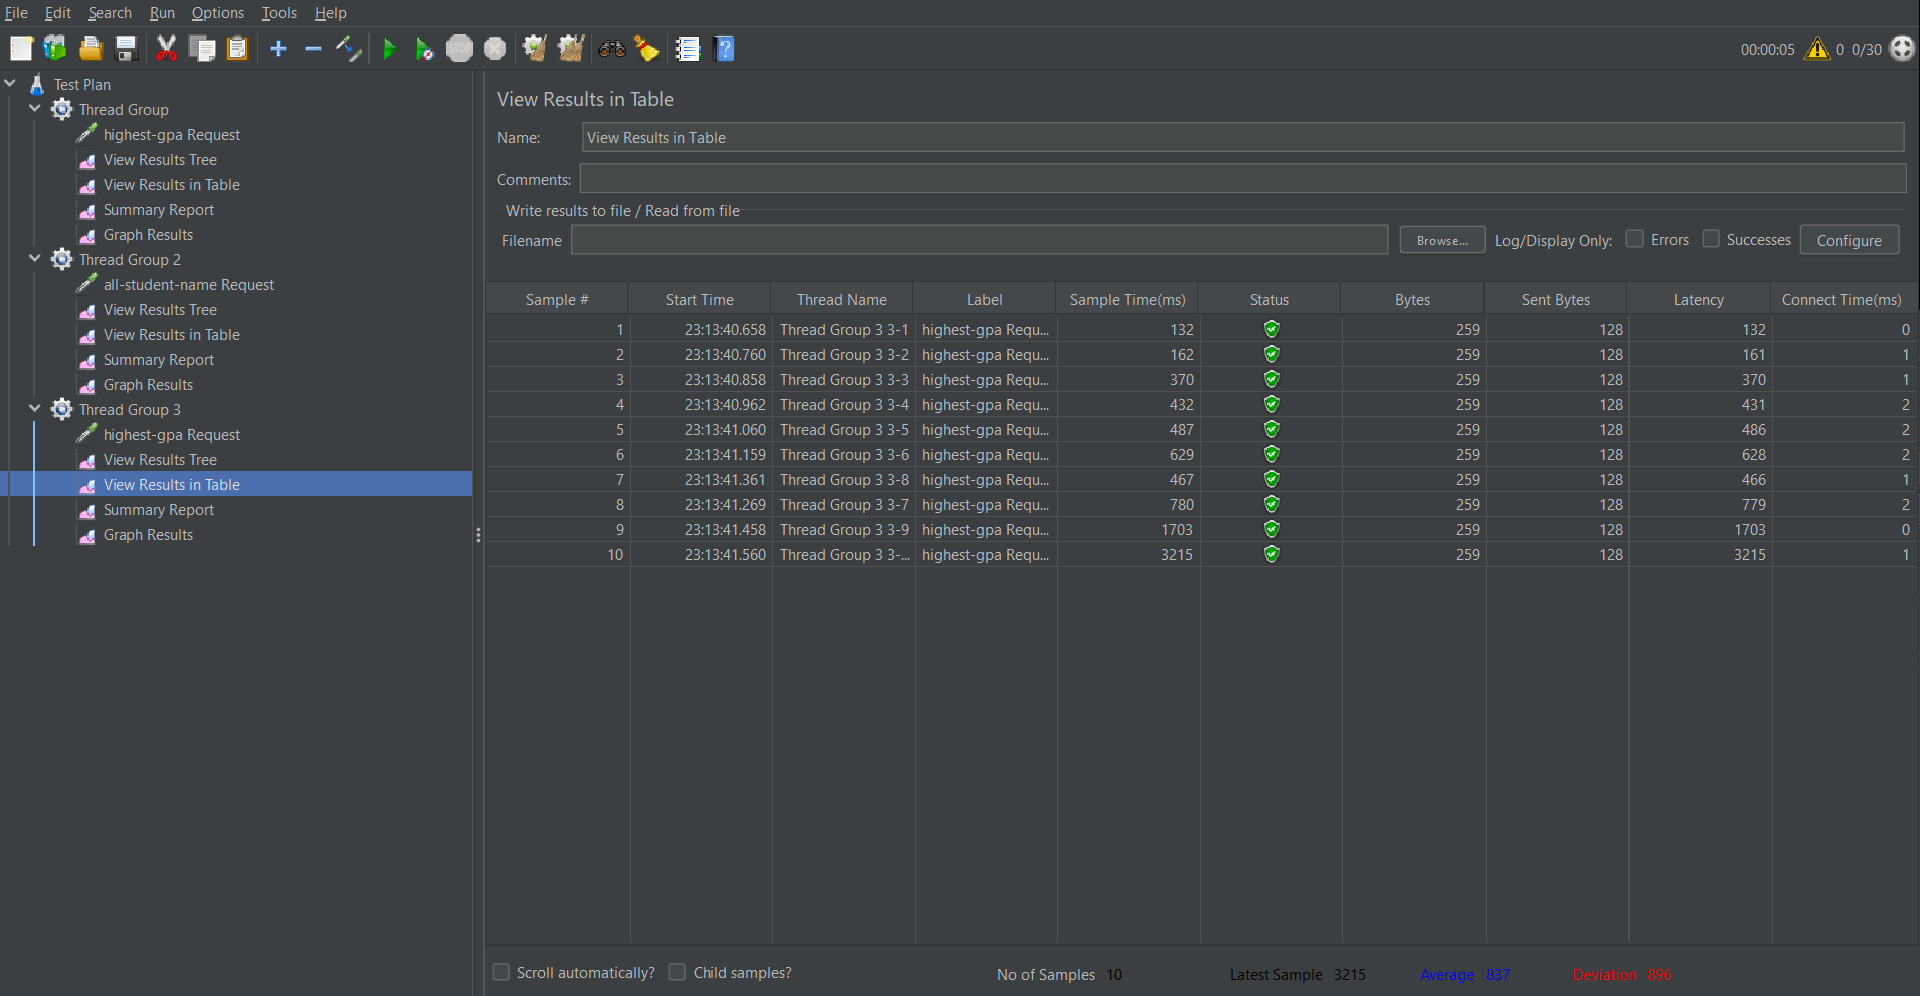 File Edit Search Run Options Tools Help
STOP
00:00:05 0 0/30
Test Plan
Thread Group
highest-gpa Request
View Results Tree
View Results in Table
Summary Report
Graph Results
Thread Group 2
all-student-name Request
View Results Tree
View Results in Table
Summary Report
Graph Results
Thread Group 3
highest-gpa Request
View Results Tree
View Results in Table
Summary Report
Graph Results
View Results in Table
Name: View Results in Table
Comments:
Write results to file / Read from file
Filename Browse... Log/Display Only: Errors Successes Configure
Sample # Start Time Thread Name Label Sample Time(ms) Status Bytes Sent Bytes Latency Connect Time(ms)
1 23:13:40.658 Thread Group 3 3-1 highest-gpa Requ... 132 259 128 132 0
2 23:13:40.760 Thread Group 3 3-2 highest-gpa Requ... 162 259 128 161 1
3 23:13:40.858 Thread Group 3 3-3 highest-gpa Requ... 370 259 128 370 1
4 23:13:40.962 Thread Group 3 3-4 highest-gpa Requ... 432 259 128 431 2
5 23:13:41.060 Thread Group 3 3-5 highest-gpa Requ... 487 259 128 486 2
6 23:13:41.159 Thread Group 3 3-6 highest-gpa Requ... 629 259 128 628 2
7 23:13:41.361 Thread Group 3 3-8 highest-gpa Requ... 467 259 128 466 1
8 23:13:41.269 Thread Group 3 3-7 highest-gpa Requ... 780 259 128 779 2
9 23:13:41.458 Thread Group 3 3-9 highest-gpa Requ... 1703 259 128 1703 0
10 23:13:41.560 Thread Group 3 3-... highest-gpa Requ... 3215 259 128 3215 1
Scroll automatically? Child samples? No of Samples 10 Latest Sample 3215 Average 837 Deviation 896